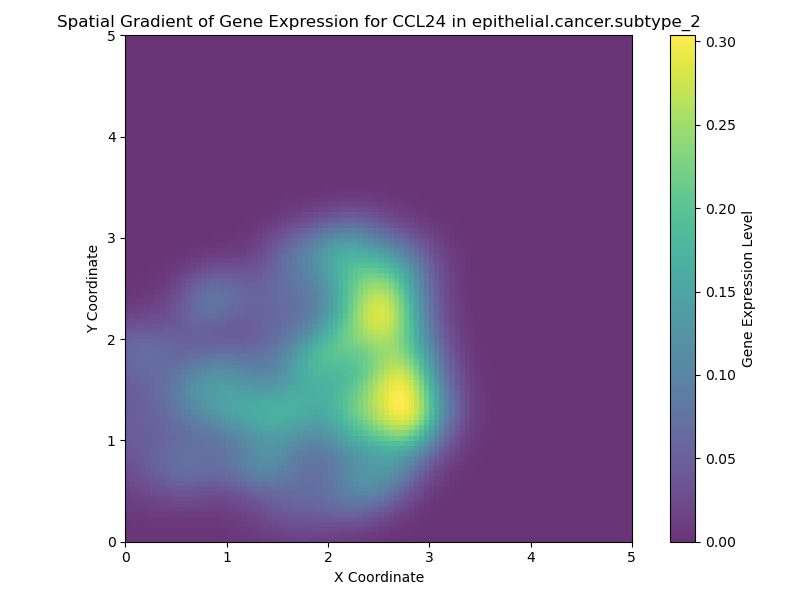 Spatial Gradient of Gene Expression for CCL24 in epithelial.cancer.subtype_2
5
4
3
2
1
0
Y Coordinate
0 1 2 3 4 5
X Coordinate
0.30
0.25
0.20
0.15
0.10
0.05
0.00
Gene Expression Level